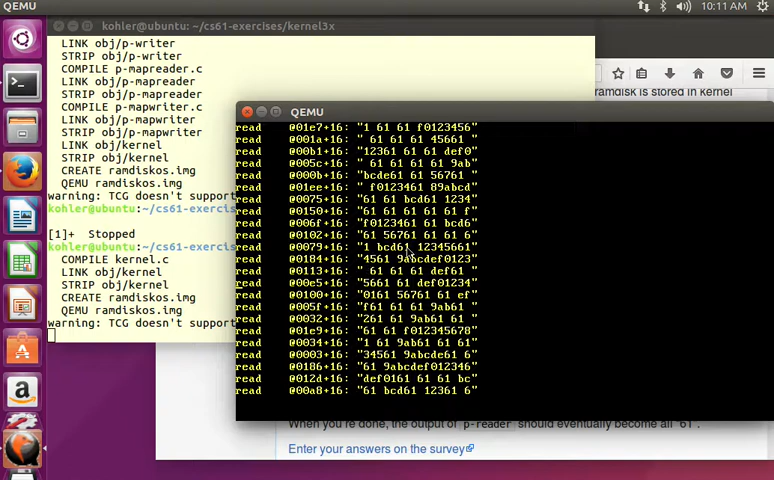 QEMU
10:11 AM
kohler@ubuntu: ~/cs61-exercises/kernel3x
LINK obj/p-writer
STRIP obj/p-writer
COMPILE p-mapreader.c
LINK obj/p-mapreader
STRIP obj/p-mapreader
COMPILE p-mapwriter.c
LINK obj/p-mapwriter
STRIP obj/p-mapwriter
LINK obj/kernel
STRIP obj/kernel
CREATE ramdiskos.img
QEMU ramdiskos.img
warning: TCG doesn't support
kohler@ubuntu:~/cs61-exercis
[1]+ Stopped
kohler@ubuntu:~/cs61-exercis
COMPILE kernel.c
LINK obj/kernel
STRIP obj/kernel
CREATE ramdiskos.img
QEMU ramdiskos.img
warning: TCG doesn't support
ramdisk is stored in kernel
QEMU
read @01e7+16: "1 61 61 f0123456"
read @001a+16: " 61 61 45661 "
read @00b1+16: "12361 61 61 def0"
read @005c+16: " 61 61 61 61 9ab"
read @000b+16: "bcde61 61 56761 "
read @01ee+16: " f0123461 89abcd"
read @0075+16: "61 61 bcd61 1234"
read @0150+16: "61 61 61 61 61 f"
read @006f+16: "f0123461 61 bcd6"
read @0102+16: "61 56761 61 61 6"
read @0079+16: "1 bcd61 12345661"
read @0184+16: "4561 9abcdef0123"
read @0113+16: " 61 61 61 def61 "
read @00e5+16: "5661 61 def01234"
read @0100+16: "0161 56761 61 ef"
read @005f+16: "f61 61 61 9ab61 "
read @0032+16: "261 61 9ab61 61 "
read @01e9+16: "61 61 f012345678"
read @0034+16: "1 61 9ab61 61 61"
read @0003+16: "34561 9abcde61 6"
read @0186+16: "61 9abcdef012346"
read @012d+16: "def0161 61 61 bc"
read @00a8+16: "61 bcd61 12361 6"
When you're done, the output of p-reader should eventually become all "61".
Enter your answers on the survey